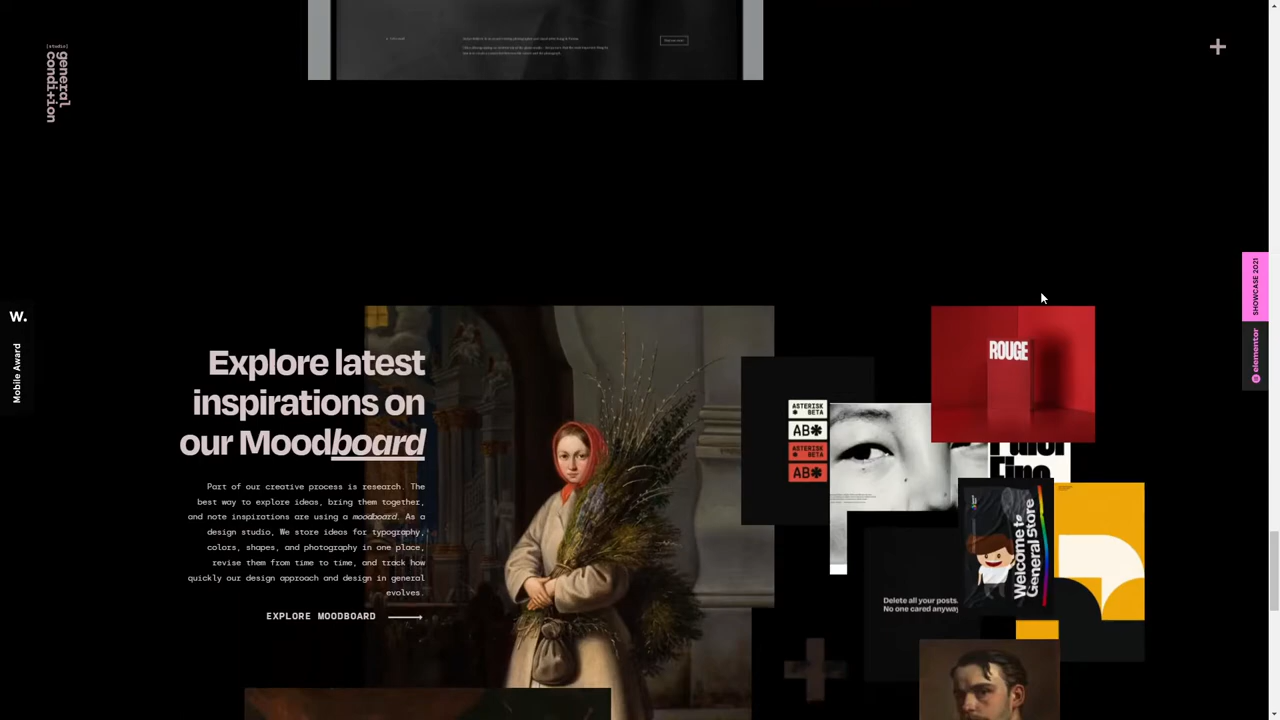 [studio]
general
condition
W.
Mobile Award
SHOWCASE 2021
elementor
Explore latest
inspirations on
our Moodboard
Part of our creative process is research. The
best way to explore ideas, bring them together,
and note inspirations are using a moodboard. As a
design studio, We store ideas for typography,
colors, shapes, and photography in one place,
revise them from time to time, and track how
quickly our design approach and design in general
evolves.
EXPLORE MOODBOARD
ROUGE
ASTERISK
BETA
AB✱
ASTERISK
BETA
AB✱
Welcome to
General Store
Delete all your posts.
No one cared anyway